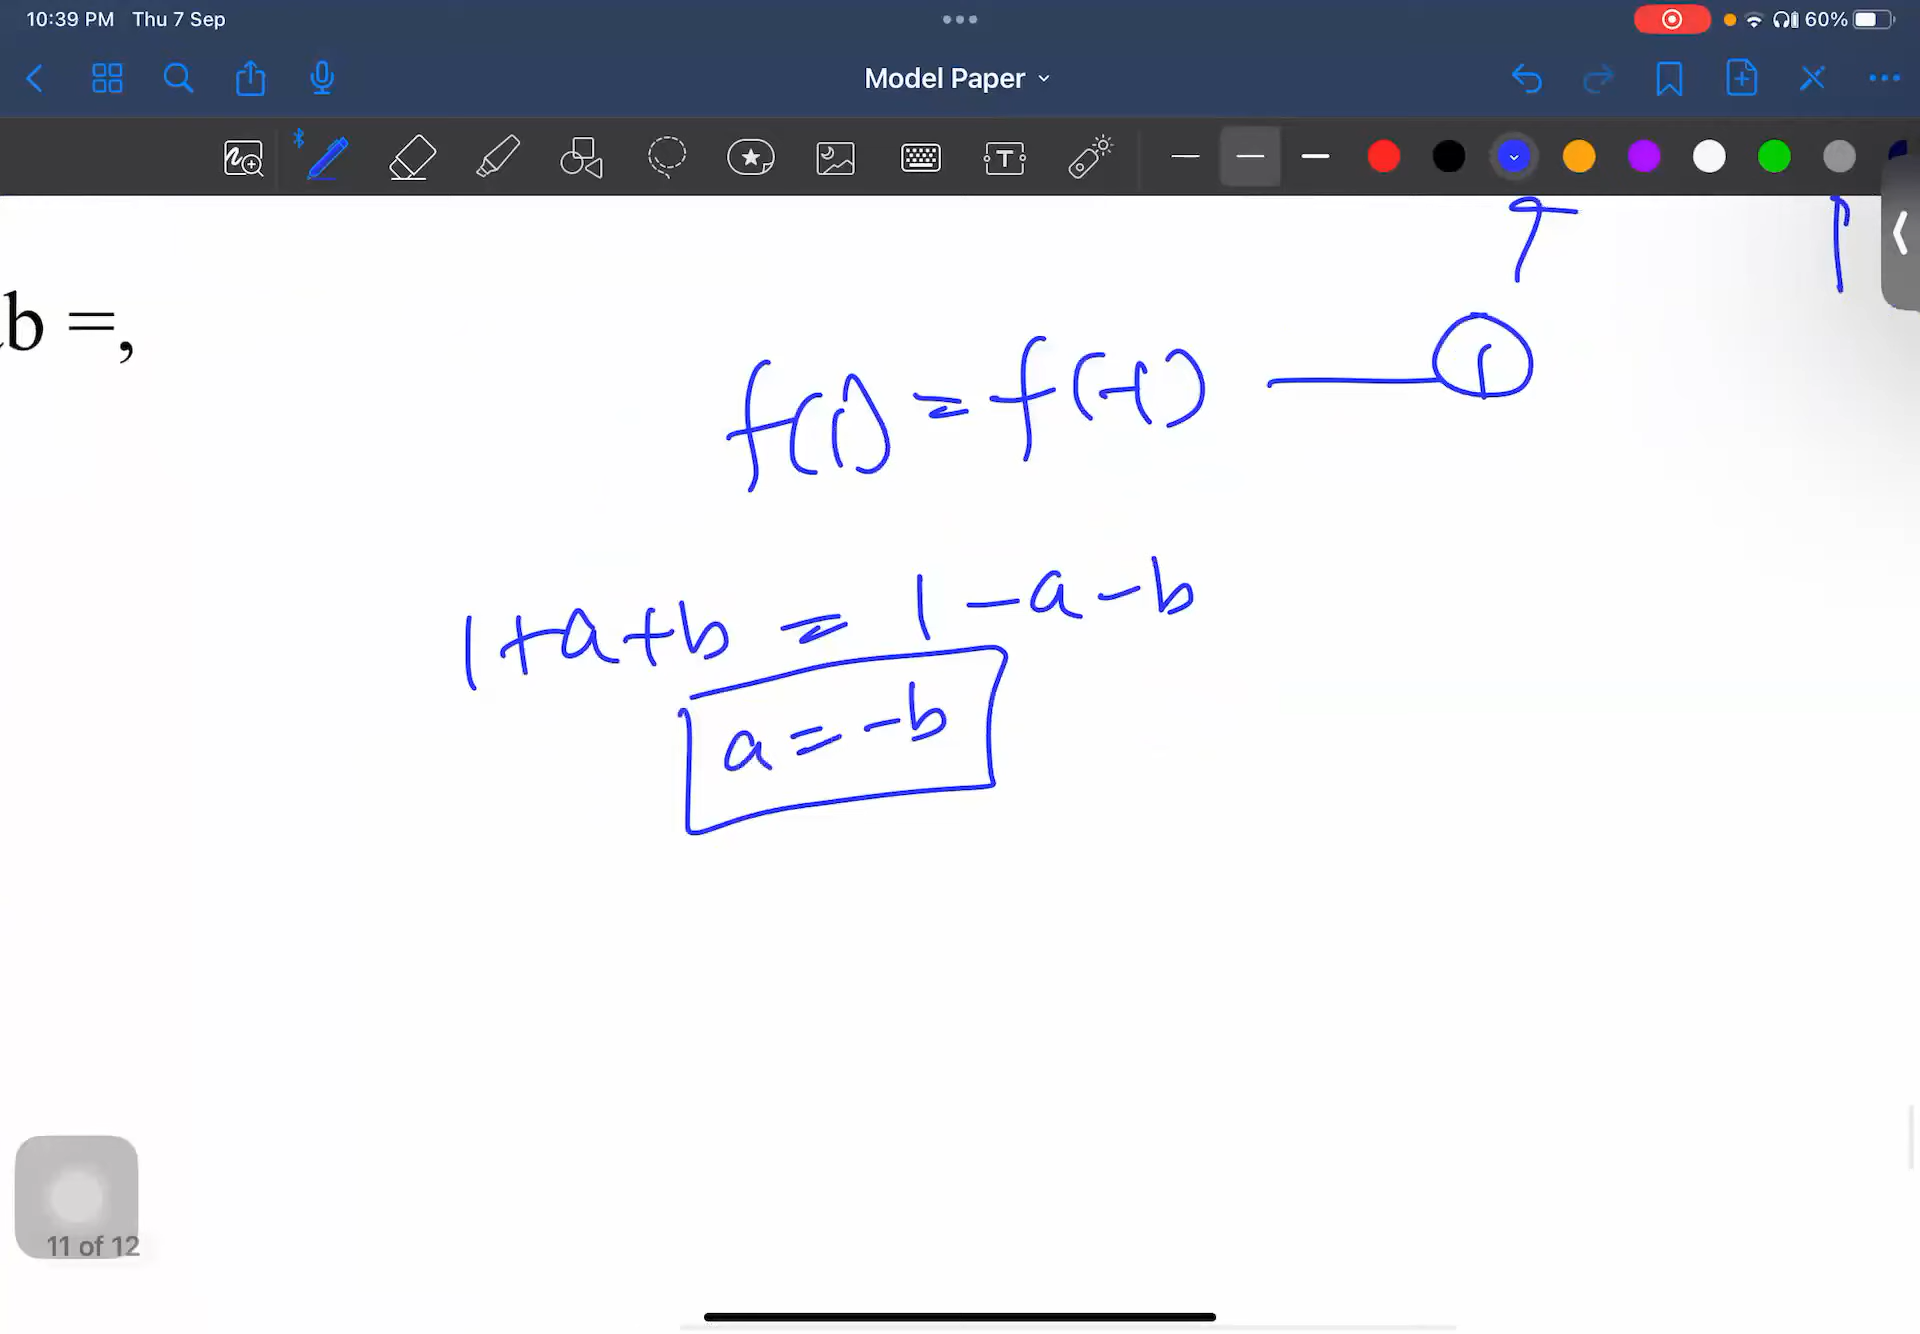 10:39 PM Thu 7 Sep
60%
Model Paper
T
b =,
f(1) = f(-1) — 1
1+a+b = 1-a-b
a = -b
11 of 12